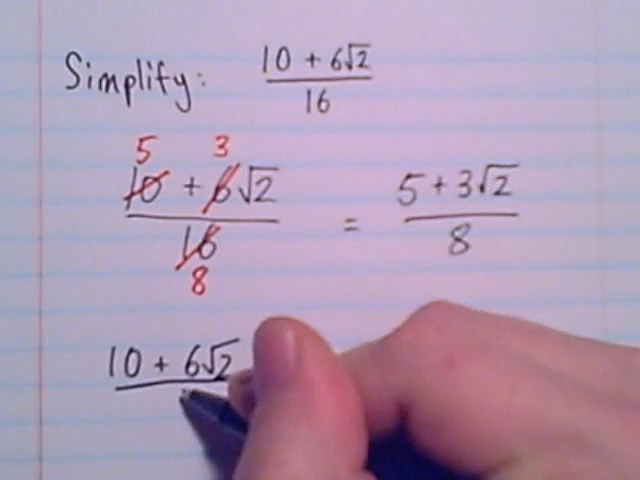 Simplify: 10 + 6√2
16
5 3
10 + 6√2 = 5 + 3√2
16 8
8
10 + 6√2